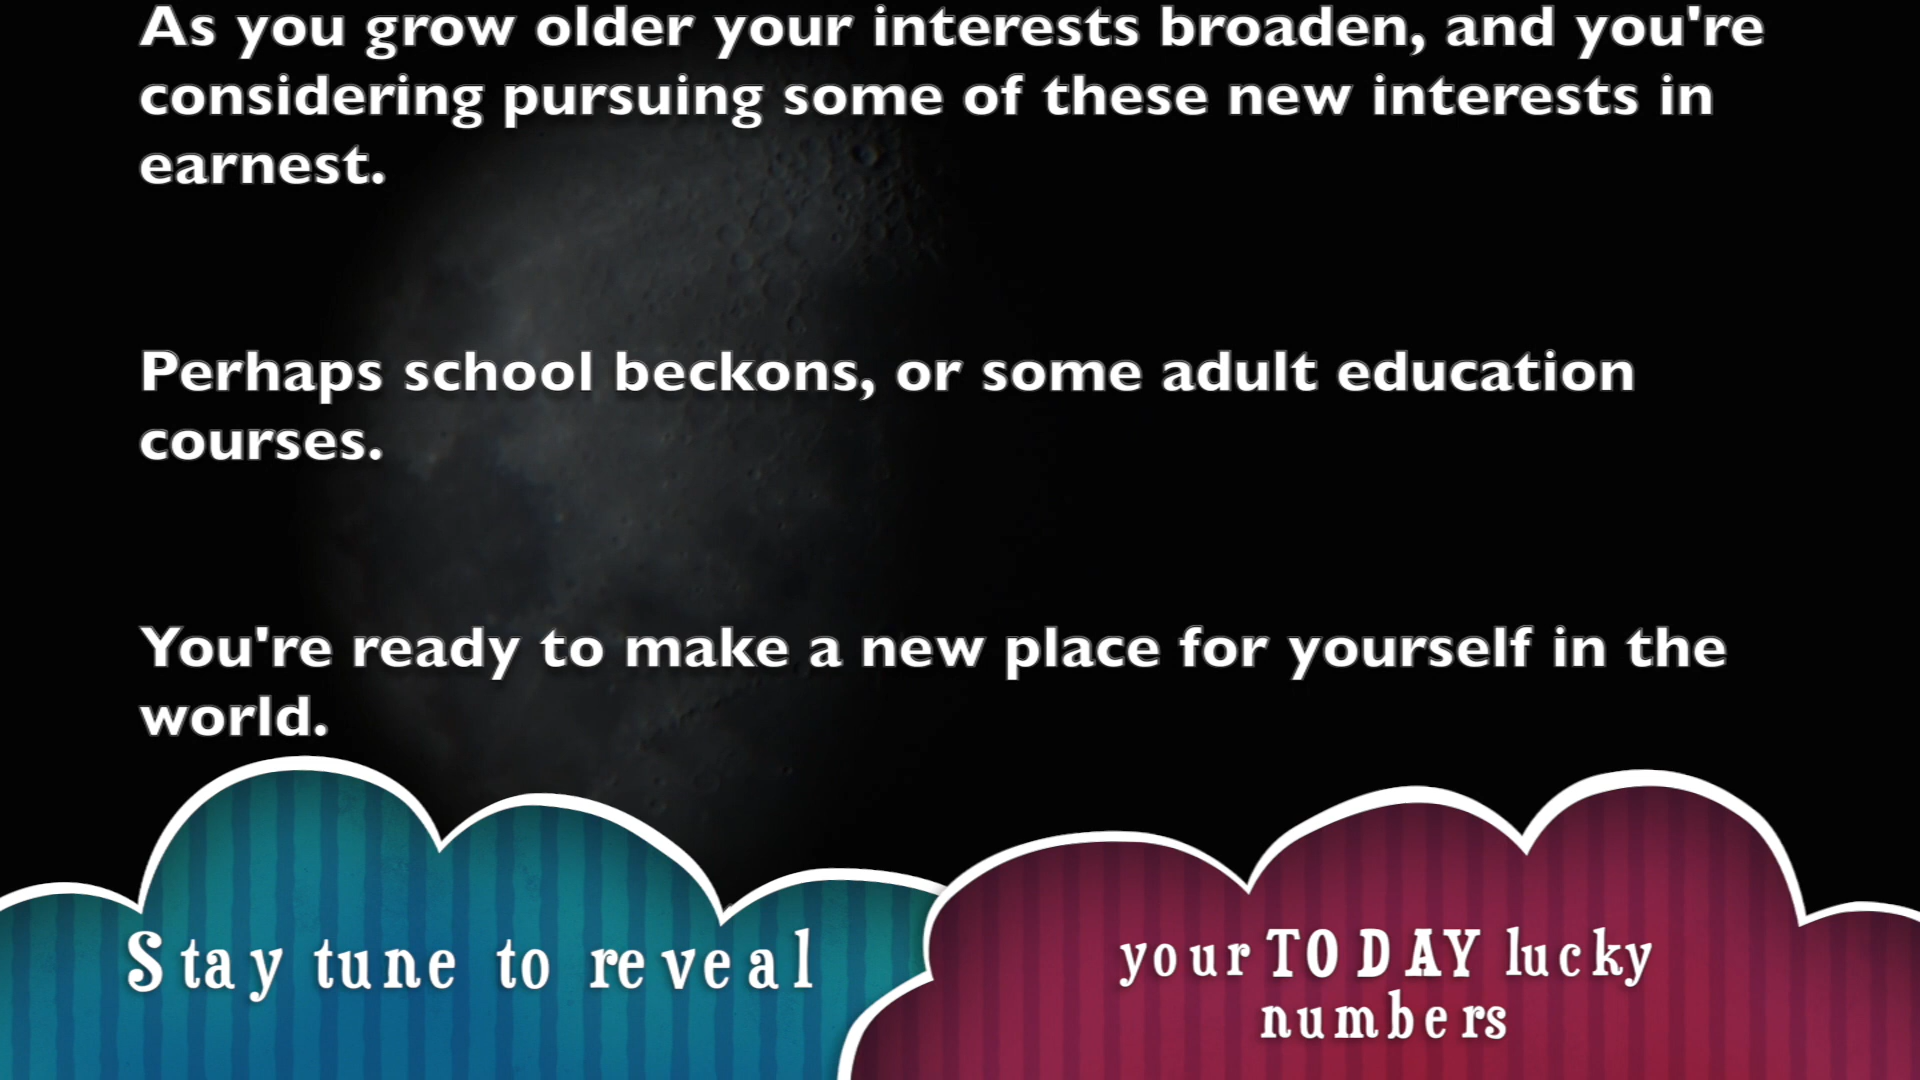 As you grow older your interests broaden, and you're
considering pursuing some of these new interests in
earnest.
Perhaps school beckons, or some adult education
courses.
You're ready to make a new place for yourself in the
world.
Stay tune to reveal
your TODAY lucky
numbers